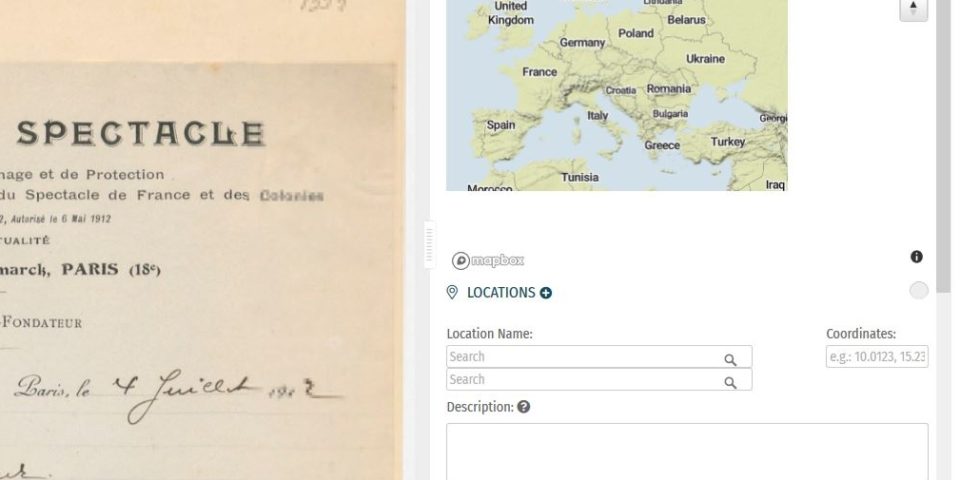 1912
SPECTACLE
nage et de Protection
du Spectacle de France et des Colonies
2, Autorisé le 6 Mai 1912
TUALITÉ
marck, PARIS (18e)
-FONDATEUR
Paris, le 4 Juillet 1912
United
Kingdom
Lithuania
Belarus
Poland
Germany
Ukraine
France
Croatia
Romania
Italy
Bulgaria
Georgi
Spain
Greece
Turkey
Tunisia
Morocco
Iraq
mapbox
LOCATIONS
Location Name:
Coordinates:
Search
e.g.: 10.0123, 15.23
Search
Description: